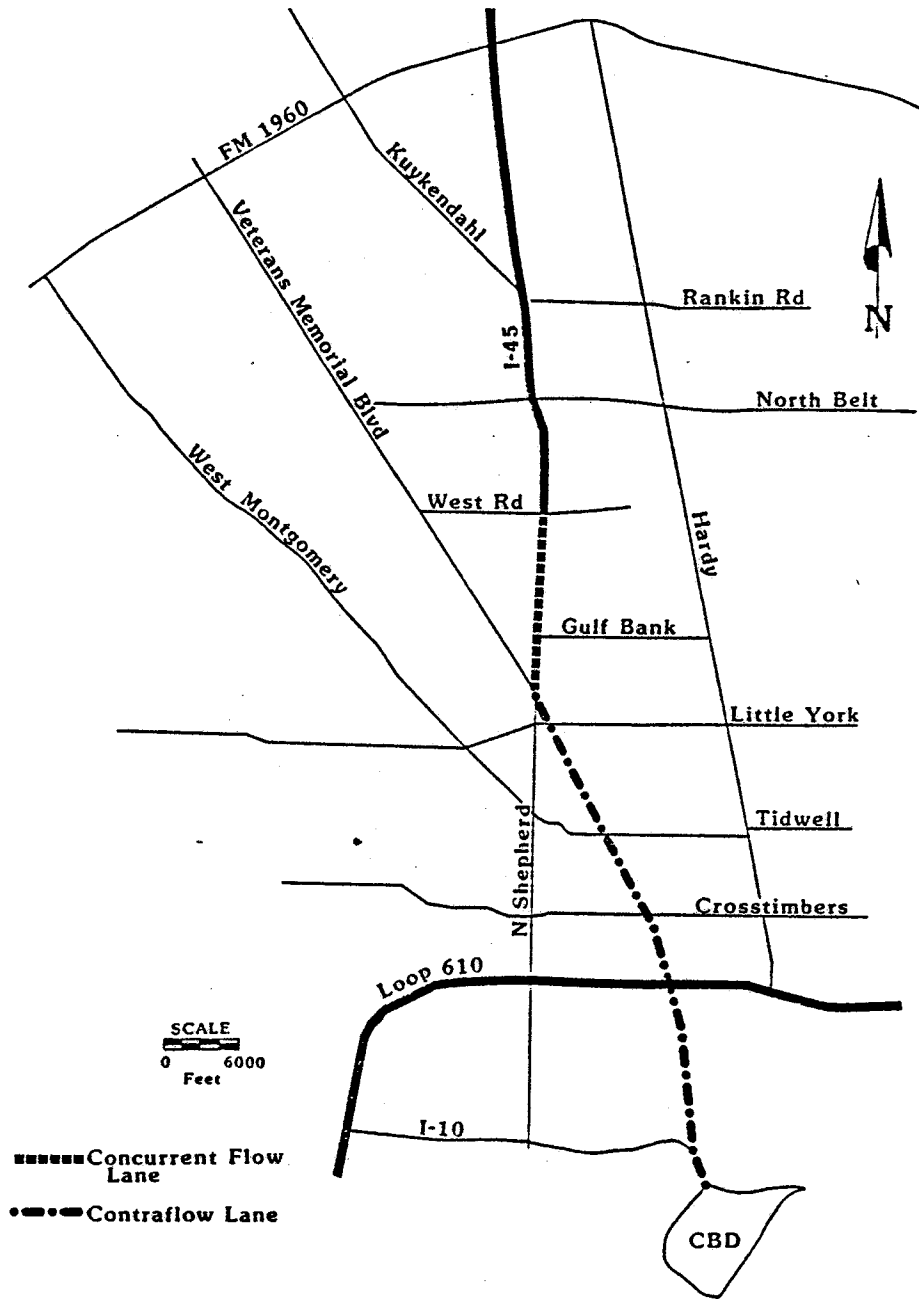 FM 1960
Kuykendahl
Veterans Memorial Blvd
Rankin Rd
N
I-45
North Belt
West Montgomery
West Rd
Hardy
Gulf Bank
Little York
Tidwell
N Shepherd
Crosstimbers
Loop 610
SCALE
0 6000
Feet
I-10
Concurrent Flow
Lane
Contraflow Lane
CBD